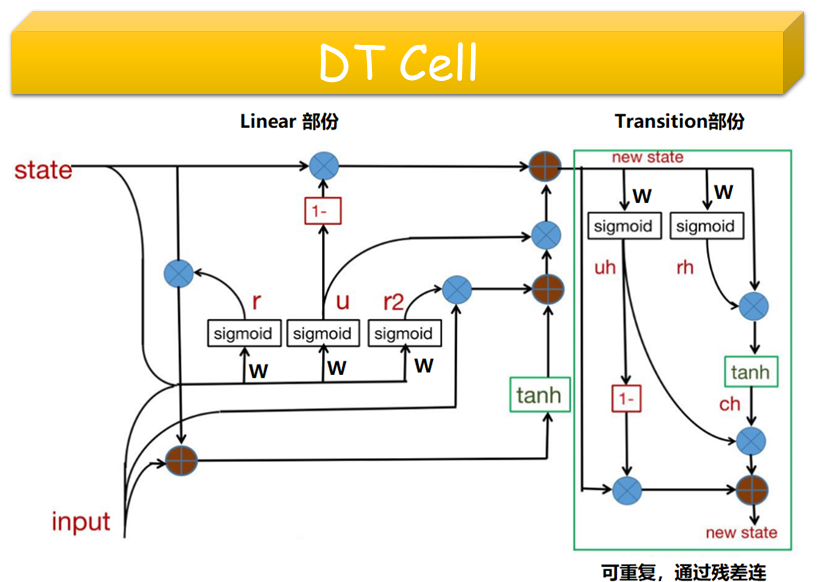 DT Cell
Linear 部份
Transition部份
state
new state
1-
W
W
sigmoid
sigmoid
uh
rh
r
u
r2
sigmoid
sigmoid
sigmoid
W
W
W
tanh
tanh
1-
ch
input
new state
可重复，通过残差连